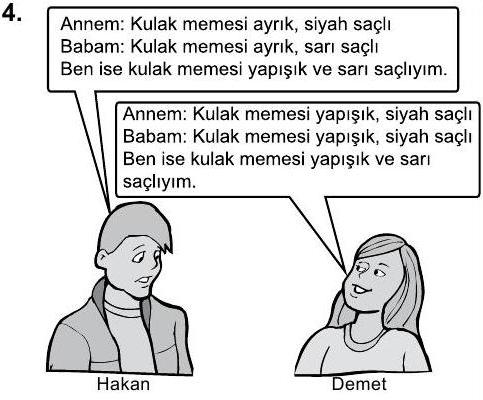 4.
Annem: Kulak memesi ayrık, siyah saçlı
Babam: Kulak memesi ayrık, sarı saçlı
Ben ise kulak memesi yapışık ve sarı saçlıyım.
Annem: Kulak memesi yapışık, siyah saçlı
Babam: Kulak memesi yapışık, siyah saçlı
Ben ise kulak memesi yapışık ve sarı
saçlıyım.
Hakan
Demet